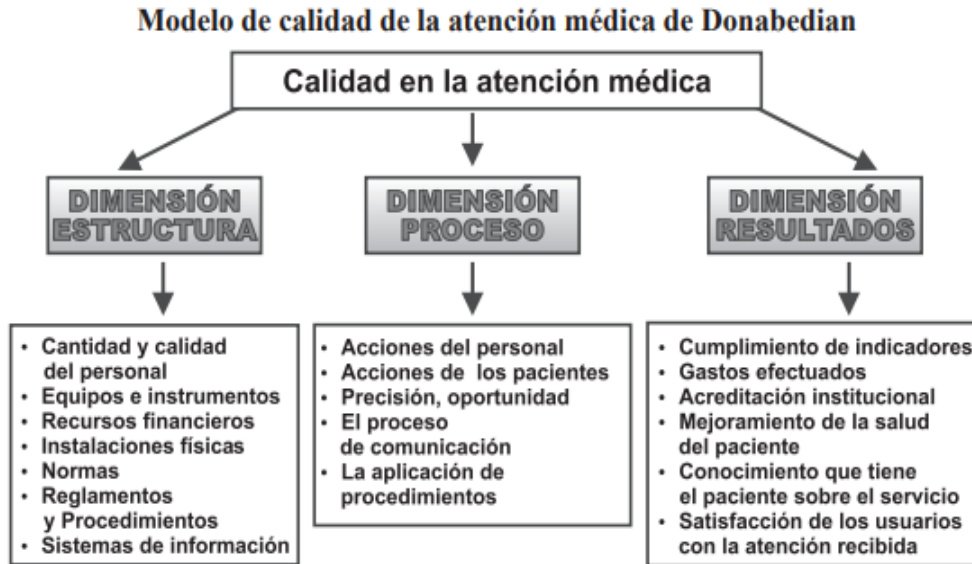 Modelo de calidad de la atención médica de Donabedian
Calidad en la atención médica
DIMENSIÓN
ESTRUCTURA
DIMENSIÓN
PROCESO
DIMENSIÓN
RESULTADOS
• Cantidad y calidad
del personal
• Equipos e instrumentos
• Recursos financieros
• Instalaciones físicas
• Normas
• Reglamentos
y Procedimientos
• Sistemas de información
• Acciones del personal
• Acciones de los pacientes
• Precisión, oportunidad
• El proceso
de comunicación
• La aplicación de
procedimientos
• Cumplimiento de indicadores
• Gastos efectuados
• Acreditación institucional
• Mejoramiento de la salud
del paciente
• Conocimiento que tiene
el paciente sobre el servicio
• Satisfacción de los usuarios
con la atención recibida